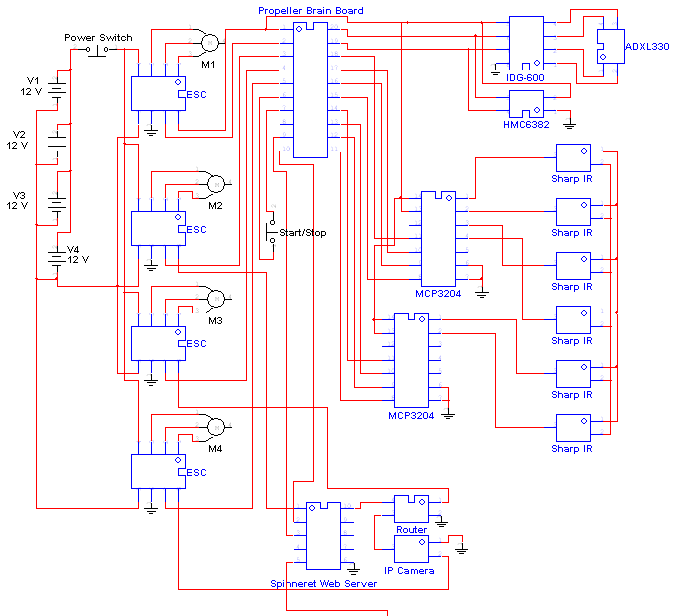 Propeller Brain Board
Power Switch
V1
12 V
M1
ESC
IDG-600
ADXL330
HMC6382
V2
12 V
Sharp IR
V3
12 V
M2
ESC
Start/Stop
Sharp IR
V4
12 V
MCP3204
Sharp IR
M3
ESC
Sharp IR
MCP3204
Sharp IR
M4
ESC
Sharp IR
Router
IP Camera
Spinneret Web Server